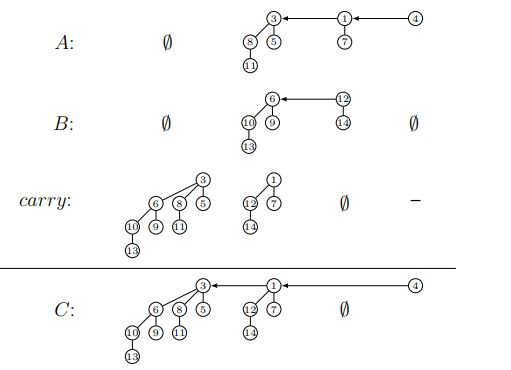 3 1 4
A: ∅ 8 5 7
11
6 12
B: ∅ 10 9 14 ∅
13
3 1
carry: 6 8 5 12 7 ∅ –
10 9 11 14
13
3 1 4
C: 6 8 5 12 7 ∅
10 9 11 14
13